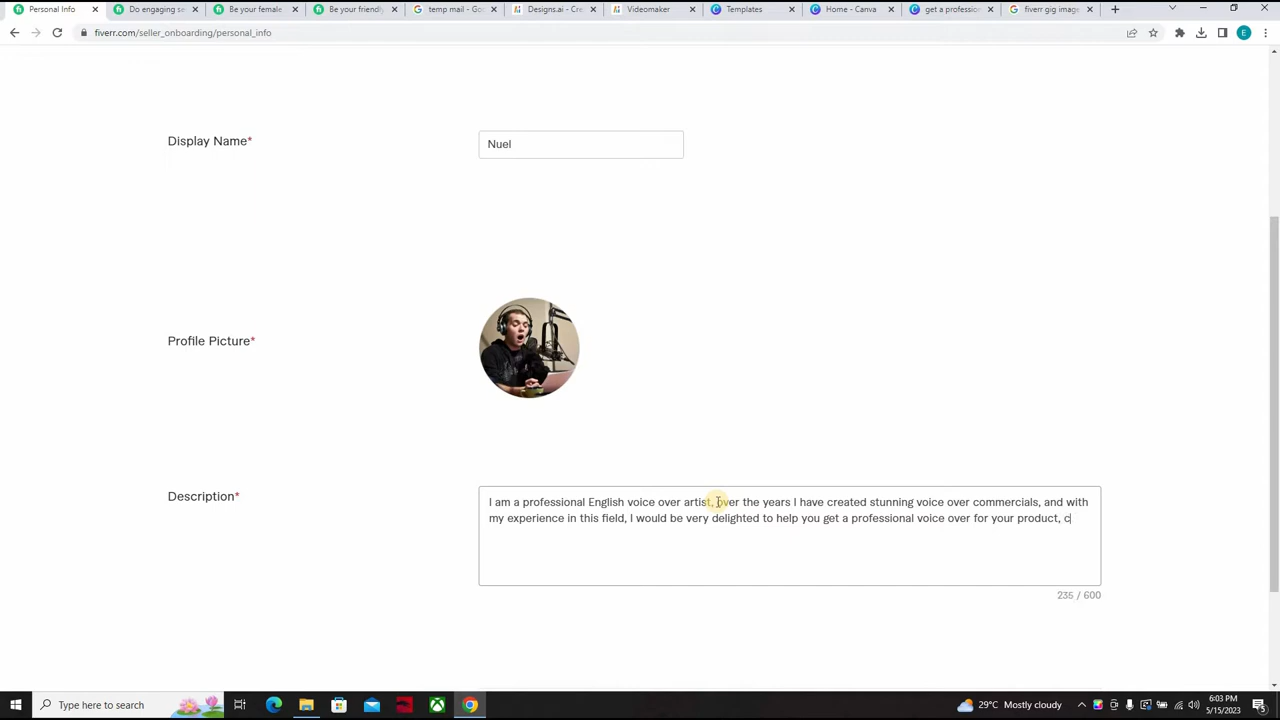 Personal Info
Do engaging se
Be your female
Be your friendly
temp mail - Goo
Designs.ai - Cre
Videomaker
Templates
Home - Canva
get a profession
fiverr gig image
fiverr.com/seller_onboarding/personal_info
E
Display Name*
Nuel
Profile Picture*
Description*
I am a professional English voice over artist, over the years I have created stunning voice over commercials, and with
my experience in this field, I would be very delighted to help you get a professional voice over for your product, c
235 / 600
Type here to search
29°C Mostly cloudy
6:03 PM
5/15/2023